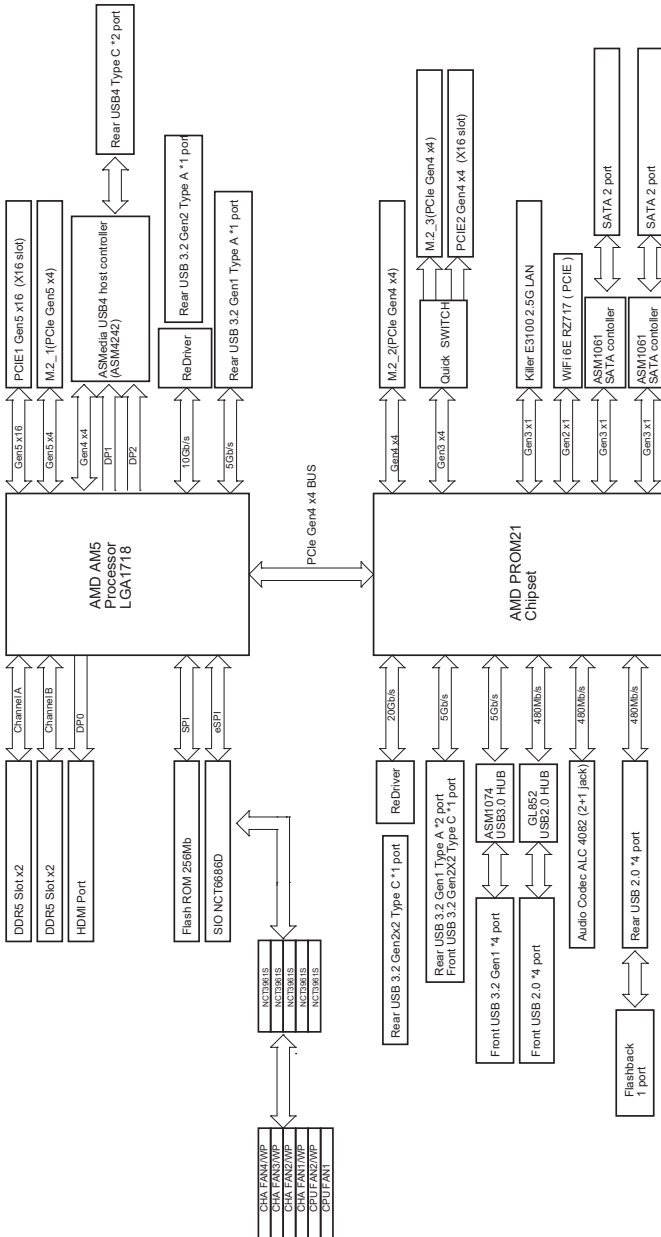 Rear USB4 Type C *2 port
PCIE1 Gen5 x16 (X16 slot)
M.2_1(PCIe Gen5 x4)
ASMedia USB4 host controller
(ASM4242)
Rear USB 3.2 Gen2 Type A *1 port
ReDriver
Rear USB 3.2 Gen1 Type A *1 port
Gen5 x16
Gen5 x4
Gen4 x4
DP1
DP2
10Gb/s
5Gb/s
AMD AM5
Processor
LGA1718
Channel A
Channel B
DP0
SPI
eSPI
DDR5 Slot x2
DDR5 Slot x2
HDMI Port
Flash ROM 256Mb
SIO NCT6686D
NCT3961S
NCT3961S
NCT3961S
NCT3961S
NCT3961S
CHA FAN4/WP
CHA FAN3/WP
CHA FAN2/WP
CHA FAN1/WP
CPU FAN2/WP
CPU FAN1
PCIe Gen4 x4 BUS
M.2_2(PCIe Gen4 x4)
M.2_3(PCIe Gen4 x4)
PCIE2 Gen4 x4 (X16 slot)
Quick SWITCH
Killer E3100 2.5G LAN
WiFi6E RZ717 ( PCIE )
ASM1061
SATA contoller
SATA 2 port
ASM1061
SATA contoller
SATA 2 port
Gen4 x4
Gen3 x4
Gen3 x1
Gen2 x1
Gen3 x1
Gen3 x1
AMD PROM21
Chipset
20Gb/s
5Gb/s
5Gb/s
480Mb/s
480Mb/s
480Mb/s
ReDriver
Rear USB 3.2 Gen2x2 Type C *1 port
Rear USB 3.2 Gen1 Type A *2 port
Front USB 3.2 Gen2X2 Type C *1 port
ASM1074
USB3.0 HUB
Front USB 3.2 Gen1 *4 port
GL852
USB2.0 HUB
Front USB 2.0 *4 port
Audio Codec ALC 4082 (2+1 jack)
Rear USB 2.0 *4 port
Flashback
1 port